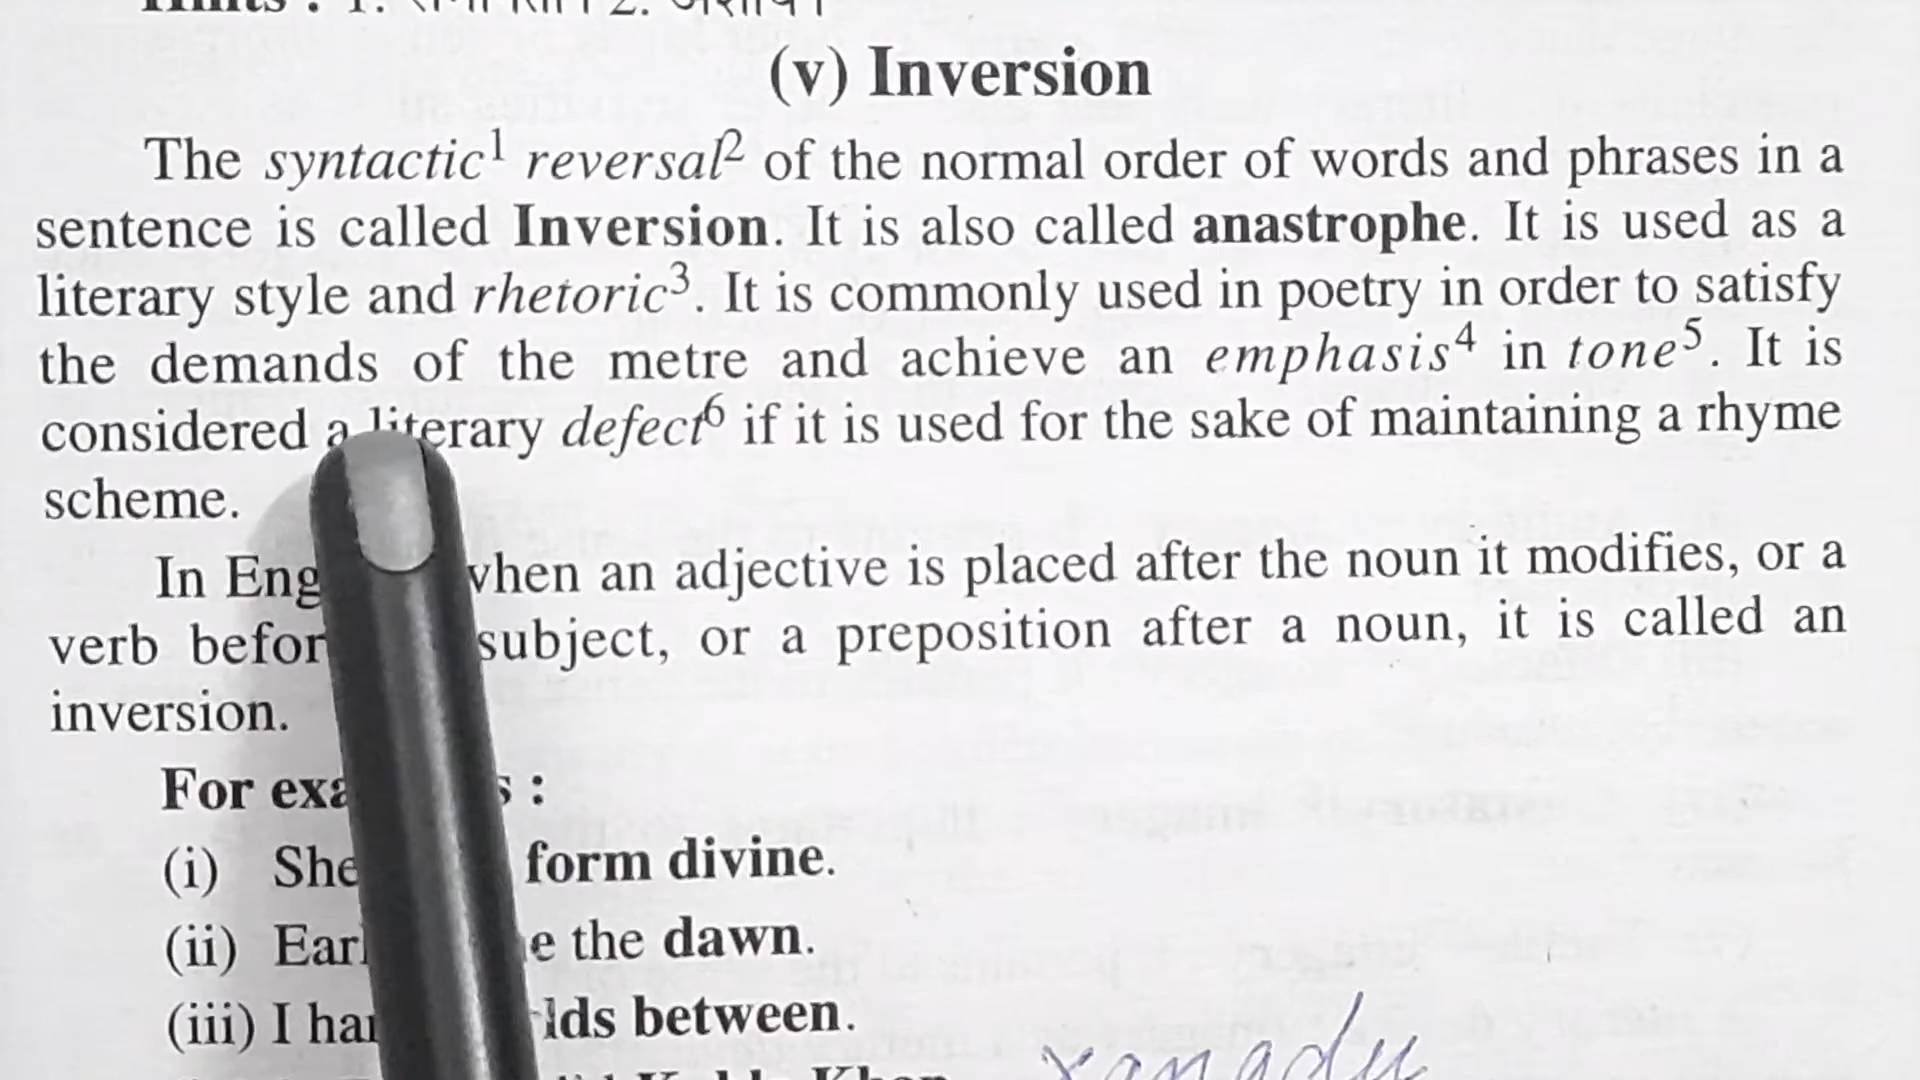 (v) Inversion
The syntactic¹ reversal² of the normal order of words and phrases in a
sentence is called Inversion. It is also called anastrophe. It is used as a
literary style and rhetoric³. It is commonly used in poetry in order to satisfy
the demands of the metre and achieve an emphasis⁴ in tone⁵. It is
considered a literary defect⁶ if it is used for the sake of maintaining a rhyme
scheme.
In Eng when an adjective is placed after the noun it modifies, or a
verb befor subject, or a preposition after a noun, it is called an
inversion.
For exa s :
(i) She form divine.
(ii) Earl e the dawn.
(iii) I ha lds between.
Kubla Khan
xanadu